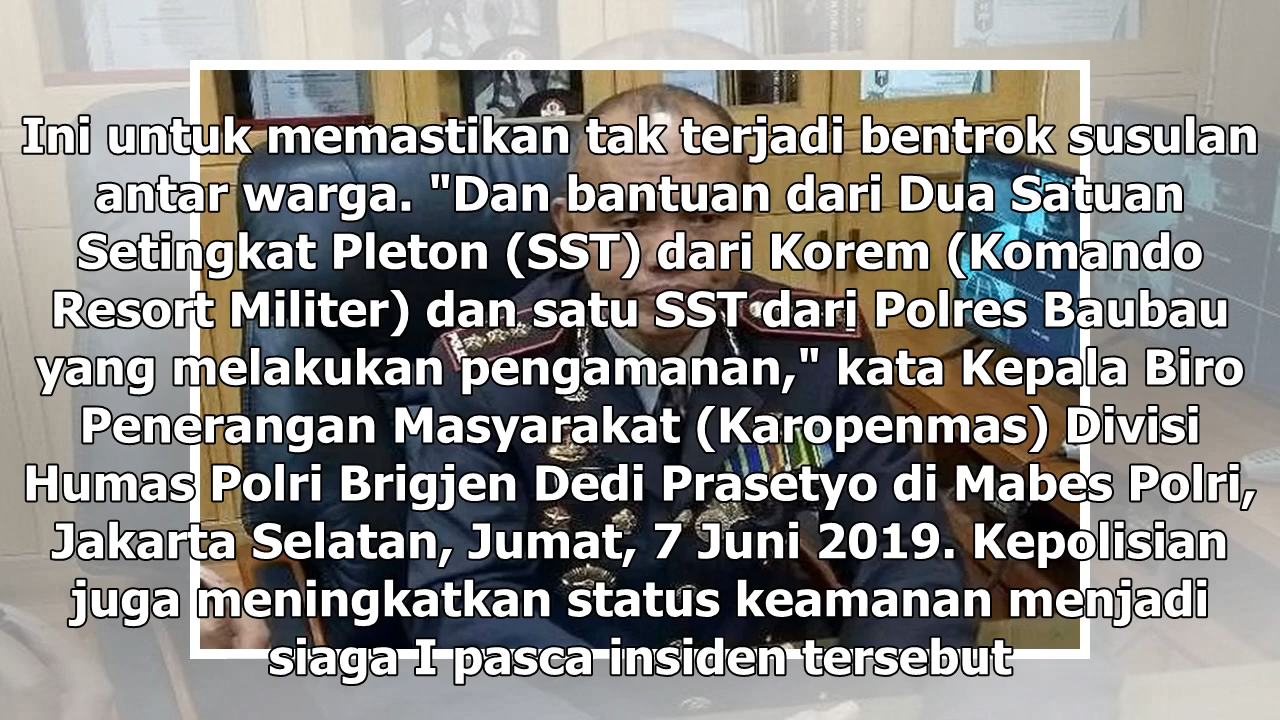 Ini untuk memastikan tak terjadi bentrok susulan
antar warga. "Dan bantuan dari Dua Satuan
Setingkat Pleton (SST) dari Korem (Komando
Resort Militer) dan satu SST dari Polres Baubau
yang melakukan pengamanan," kata Kepala Biro
Penerangan Masyarakat (Karopenmas) Divisi
Humas Polri Brigjen Dedi Prasetyo di Mabes Polri,
Jakarta Selatan, Jumat, 7 Juni 2019. Kepolisian
juga meningkatkan status keamanan menjadi
siaga I pasca insiden tersebut